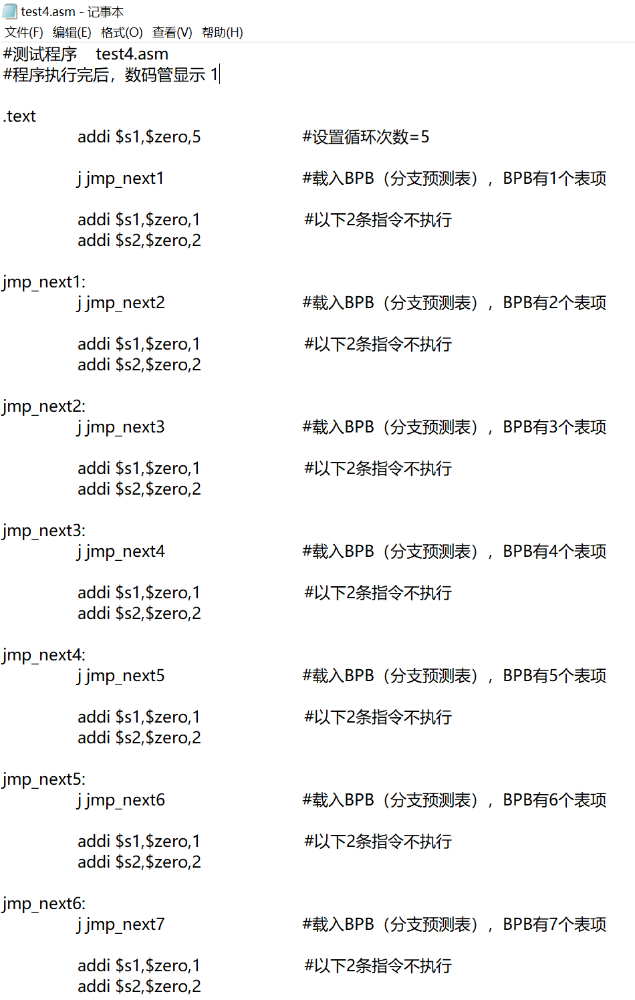 test4.asm - 记事本
文件(F) 编辑(E) 格式(O) 查看(V) 帮助(H)
#测试程序 test4.asm
#程序执行完后，数码管显示 1
.text
addi $s1,$zero,5 #设置循环次数=5
j jmp_next1 #载入BPB（分支预测表），BPB有1个表项
addi $s1,$zero,1 #以下2条指令不执行
addi $s2,$zero,2
jmp_next1:
j jmp_next2 #载入BPB（分支预测表），BPB有2个表项
addi $s1,$zero,1 #以下2条指令不执行
addi $s2,$zero,2
jmp_next2:
j jmp_next3 #载入BPB（分支预测表），BPB有3个表项
addi $s1,$zero,1 #以下2条指令不执行
addi $s2,$zero,2
jmp_next3:
j jmp_next4 #载入BPB（分支预测表），BPB有4个表项
addi $s1,$zero,1 #以下2条指令不执行
addi $s2,$zero,2
jmp_next4:
j jmp_next5 #载入BPB（分支预测表），BPB有5个表项
addi $s1,$zero,1 #以下2条指令不执行
addi $s2,$zero,2
jmp_next5:
j jmp_next6 #载入BPB（分支预测表），BPB有6个表项
addi $s1,$zero,1 #以下2条指令不执行
addi $s2,$zero,2
jmp_next6:
j jmp_next7 #载入BPB（分支预测表），BPB有7个表项
addi $s1,$zero,1 #以下2条指令不执行
addi $s2,$zero,2